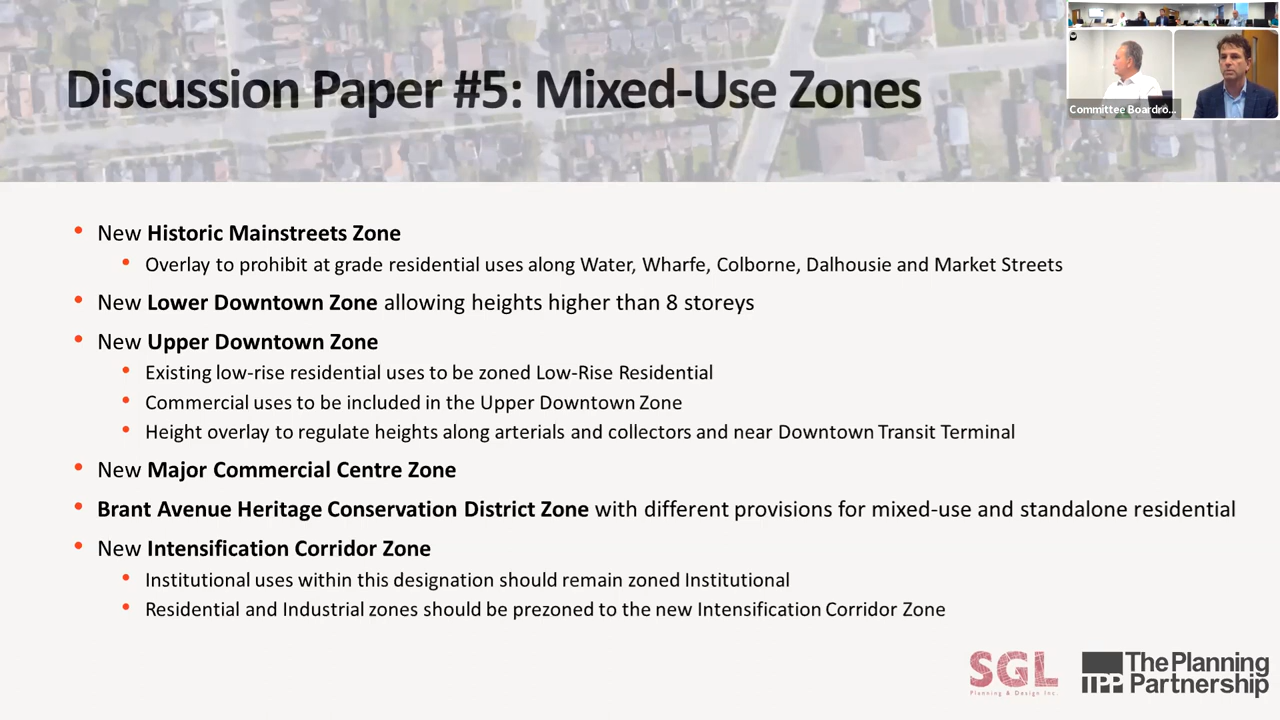 Discussion Paper #5: Mixed-Use Zones
Committee Boardro...
• New Historic Mainstreets Zone
• Overlay to prohibit at grade residential uses along Water, Wharfe, Colborne, Dalhousie and Market Streets
• New Lower Downtown Zone allowing heights higher than 8 storeys
• New Upper Downtown Zone
• Existing low-rise residential uses to be zoned Low-Rise Residential
• Commercial uses to be included in the Upper Downtown Zone
• Height overlay to regulate heights along arterials and collectors and near Downtown Transit Terminal
• New Major Commercial Centre Zone
• Brant Avenue Heritage Conservation District Zone with different provisions for mixed-use and standalone residential
• New Intensification Corridor Zone
• Institutional uses within this designation should remain zoned Institutional
• Residential and Industrial zones should be prezoned to the new Intensification Corridor Zone
SGL
Planning & Design Inc.
TPP
The Planning
Partnership